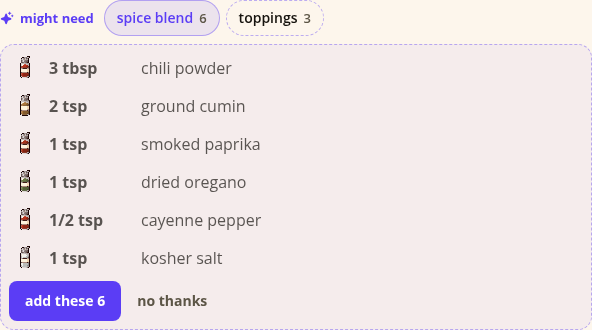 might need spice blend 6 toppings 3
3 tbsp chili powder
2 tsp ground cumin
1 tsp smoked paprika
1 tsp dried oregano
1/2 tsp cayenne pepper
1 tsp kosher salt
add these 6 no thanks